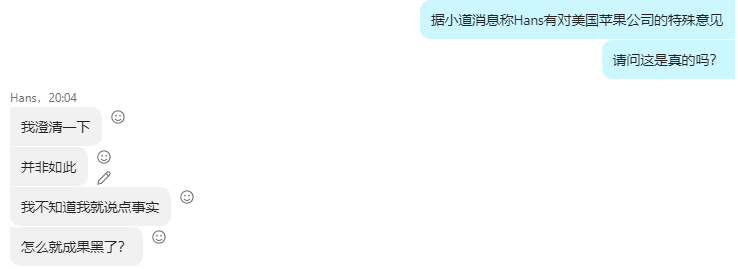 据小道消息称Hans有对美国苹果公司的特殊意见
请问这是真的吗？
Hans，20:04
我澄清一下
并非如此
我不知道我就说点事实
怎么就成果黑了？